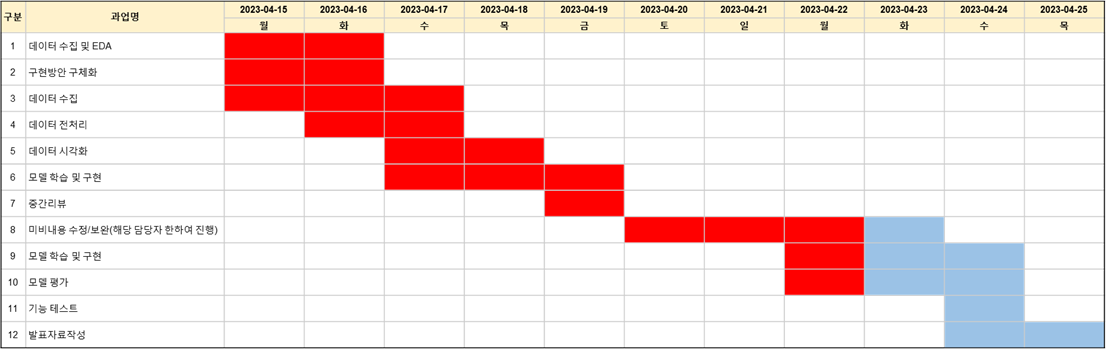 구분 과업명 2023-04-15 2023-04-16 2023-04-17 2023-04-18 2023-04-19 2023-04-20 2023-04-21 2023-04-22 2023-04-23 2023-04-24 2023-04-25
월 화 수 목 금 토 일 월 화 수 목
1 데이터 수집 및 EDA
2 구현방안 구체화
3 데이터 수집
4 데이터 전처리
5 데이터 시각화
6 모델 학습 및 구현
7 중간리뷰
8 미비내용 수정/보완(해당 담당자 한하여 진행)
9 모델 학습 및 구현
10 모델 평가
11 기능 테스트
12 발표자료작성